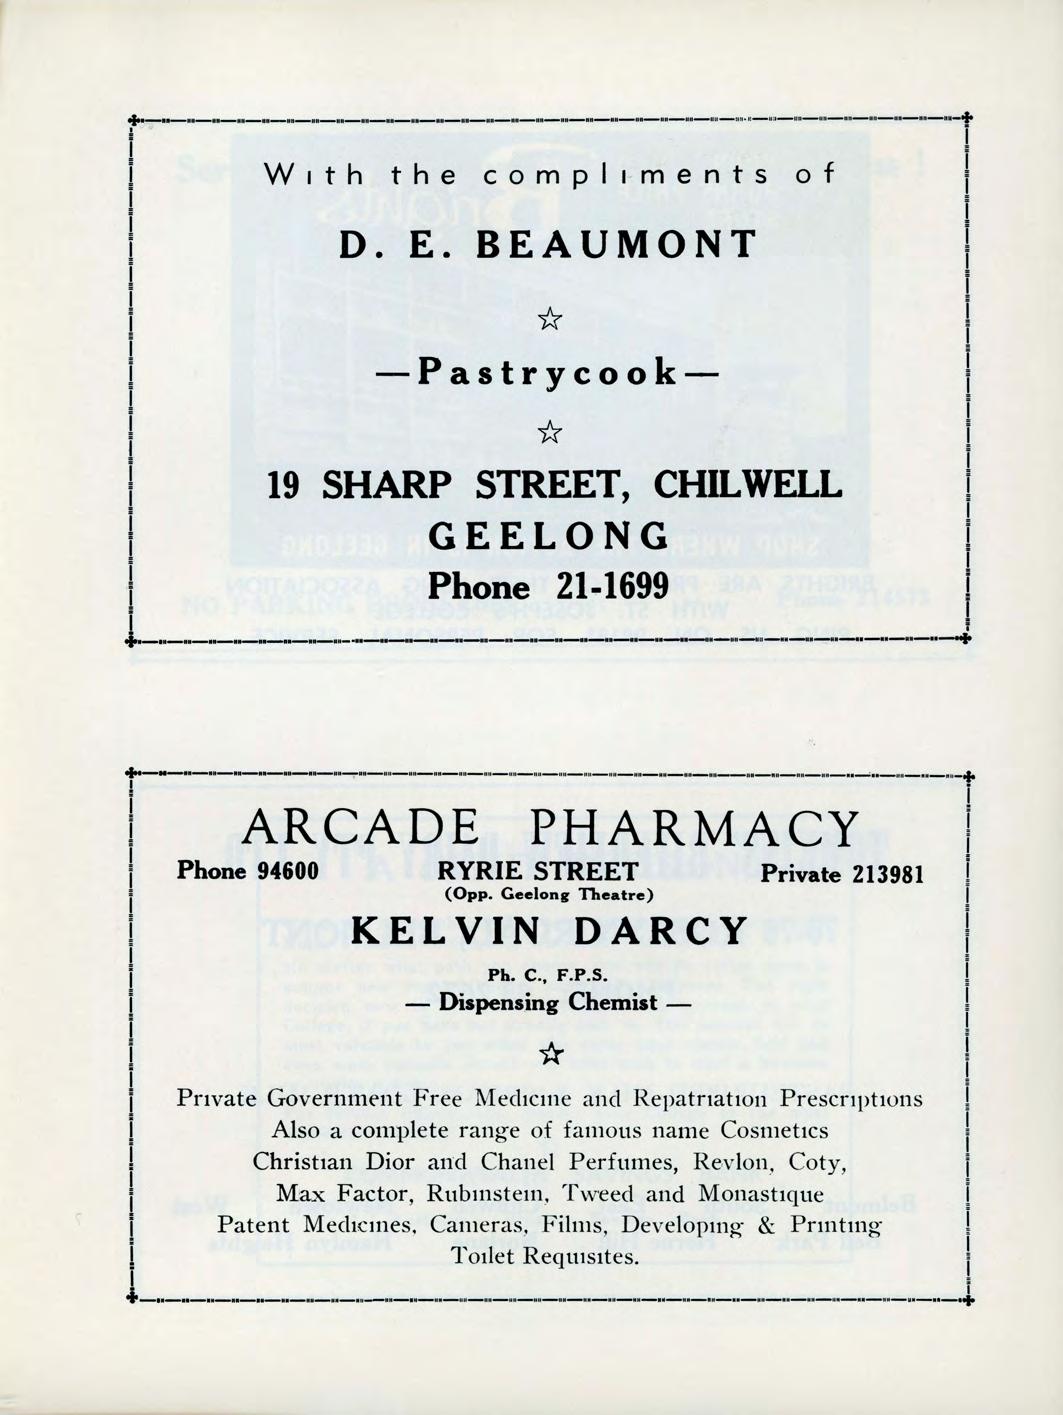 With the compliments of
D. E. BEAUMONT
☆
—Pastrycook—
☆
19 SHARP STREET, CHILWELL
GEELONG
Phone 21-1699
ARCADE PHARMACY
Phone 94600 RYRIE STREET Private 213981
(Opp. Geelong Theatre)
KELVIN DARCY
Ph. C., F.P.S.
— Dispensing Chemist —
☆
Private Government Free Medicine and Repatriation Prescriptions
Also a complete range of famous name Cosmetics
Christian Dior and Chanel Perfumes, Revlon, Coty,
Max Factor, Rubinstein, Tweed and Monastique
Patent Medicines, Cameras, Films, Developing & Printing
Toilet Requisites.